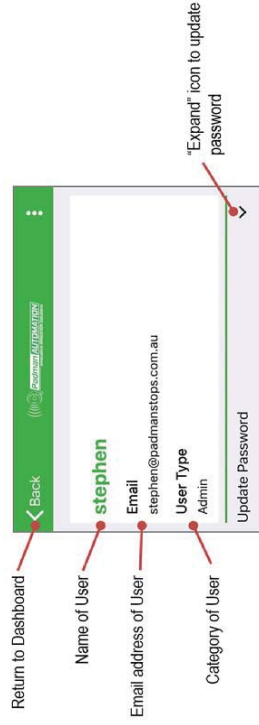 Return to Dashboard
Name of User
Email address of User
Category of User
Back
Padman AUTOMATION
stephen
Email
stephen@padmanstops.com.au
User Type
Admin
Update Password
"Expand" icon to update
password